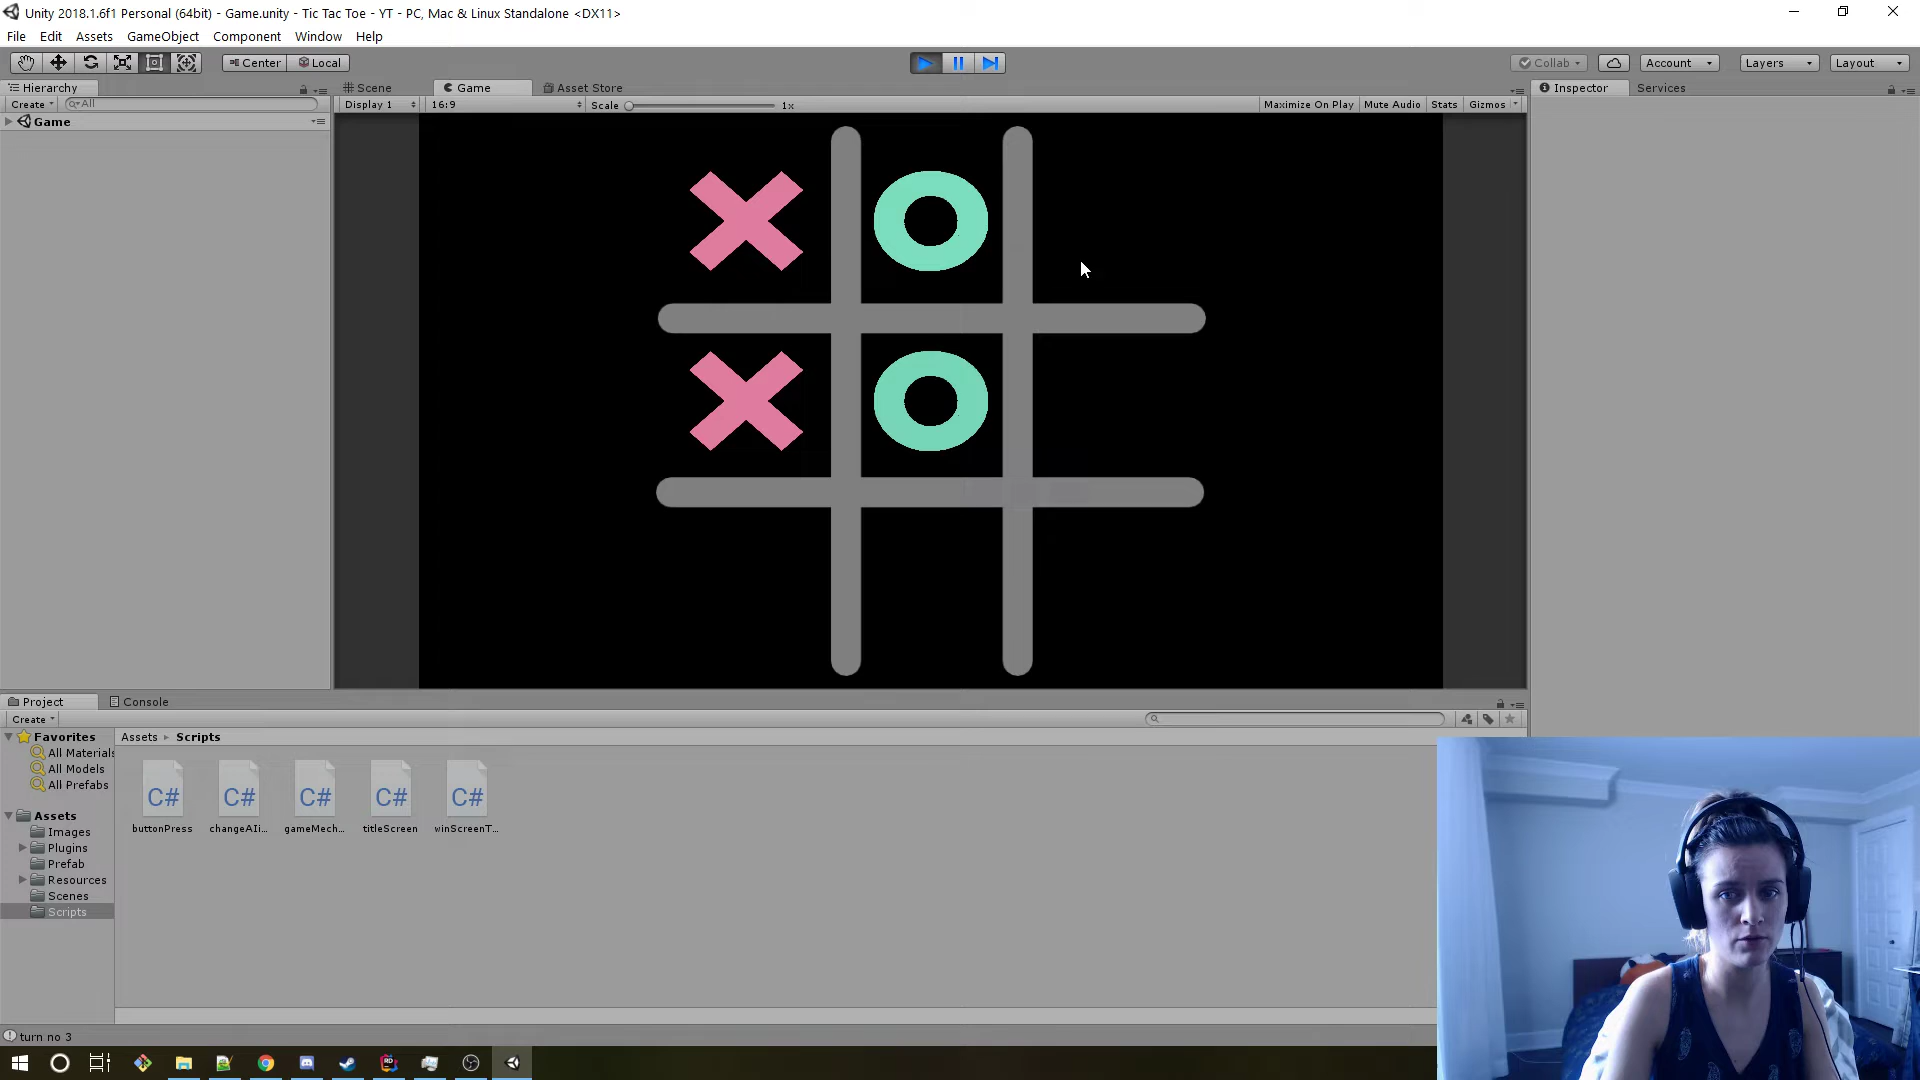 Unity 2018.1.6f1 Personal (64bit) - Game.unity - Tic Tac Toe - YT - PC, Mac & Linux Standalone <DX11>
File Edit Assets GameObject Component Window Help
Center Local Collab Account Layers Layout
Hierarchy Scene Game Asset Store Inspector Services
Create All Display 1 16:9 Scale 1x Maximize On Play Mute Audio Stats Gizmos
Game
Project Console
Create
Favorites Assets Scripts
All Materials
All Models
All Prefabs
C# C# C# C# C#
Assets buttonPress changeAIi... gameMech... titleScreen winScreenT...
Images
Plugins
Prefab
Resources
Scenes
Scripts
turn no 3